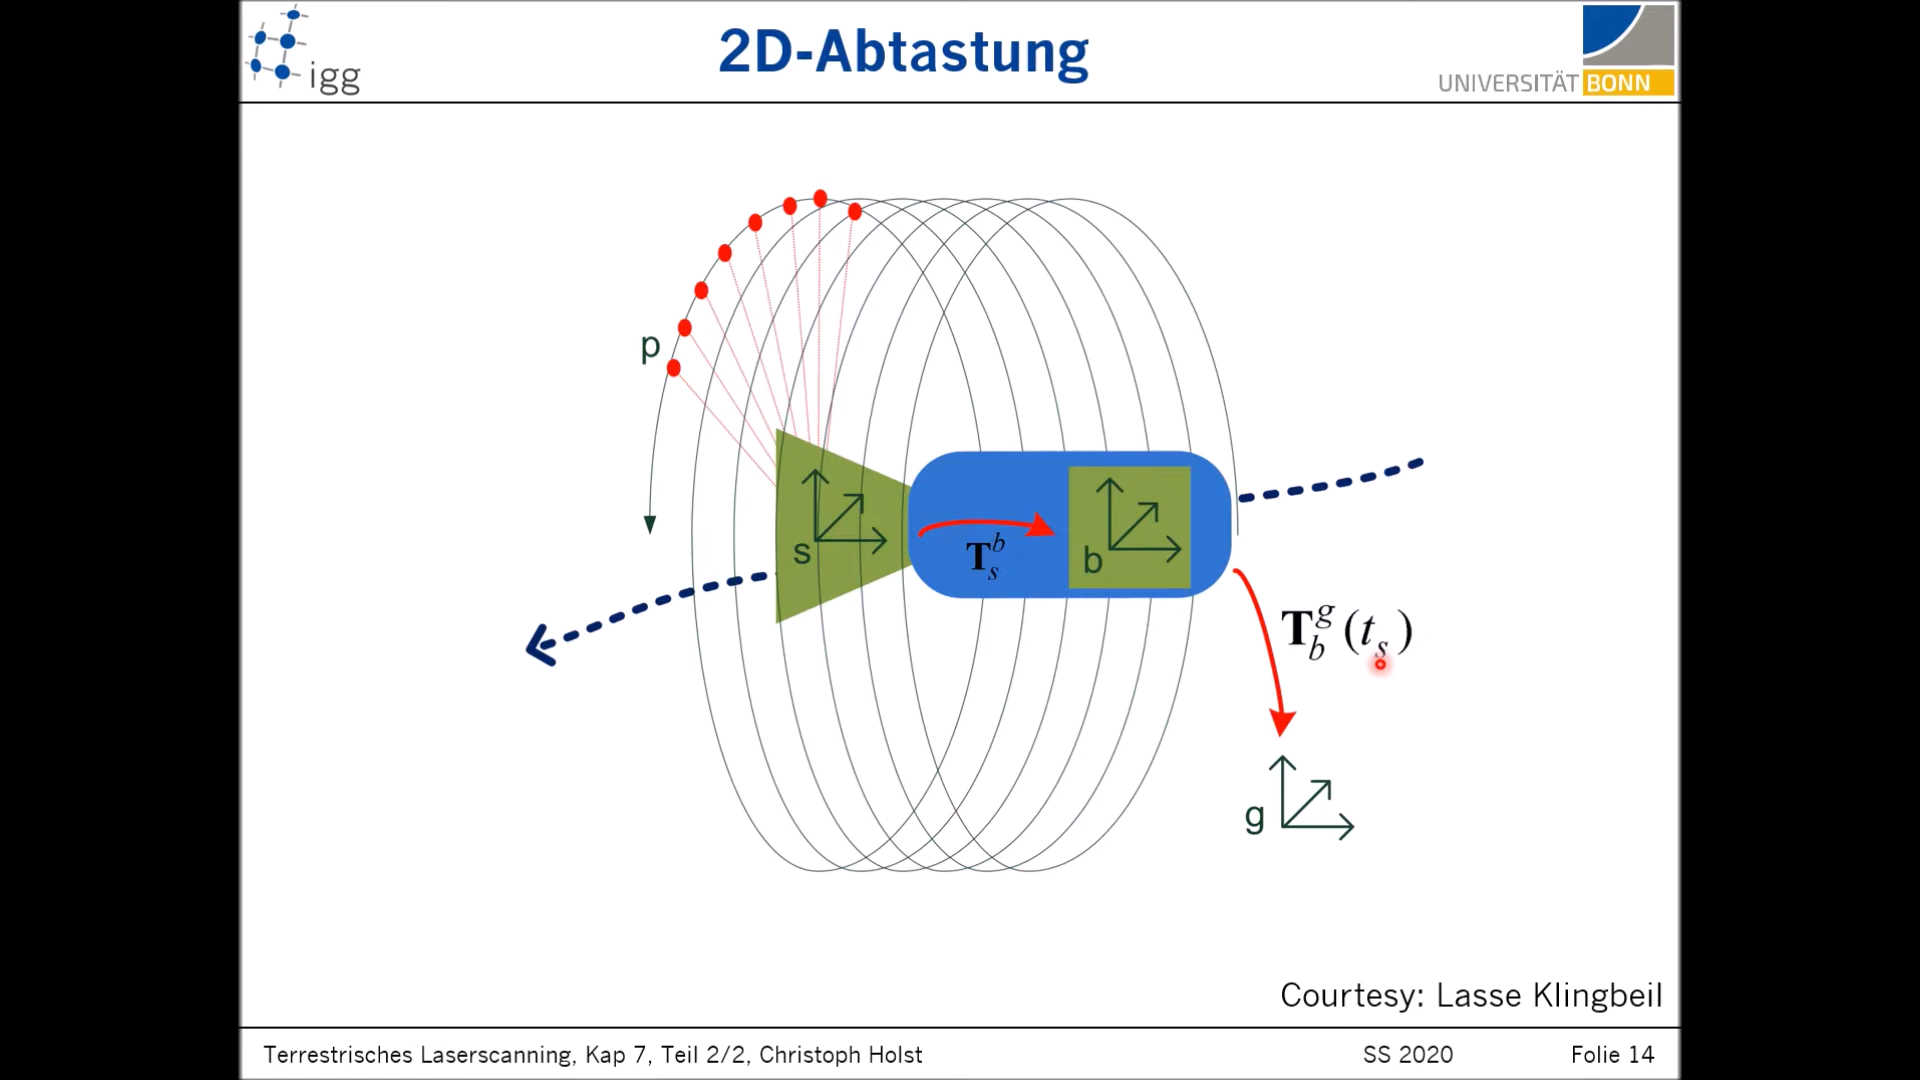 igg
2D-Abtastung
UNIVERSITÄT BONN
p
s
T_s^b
b
T_b^g (t_s)
g
Courtesy: Lasse Klingbeil
Terrestrisches Laserscanning, Kap 7, Teil 2/2, Christoph Holst
SS 2020
Folie 14